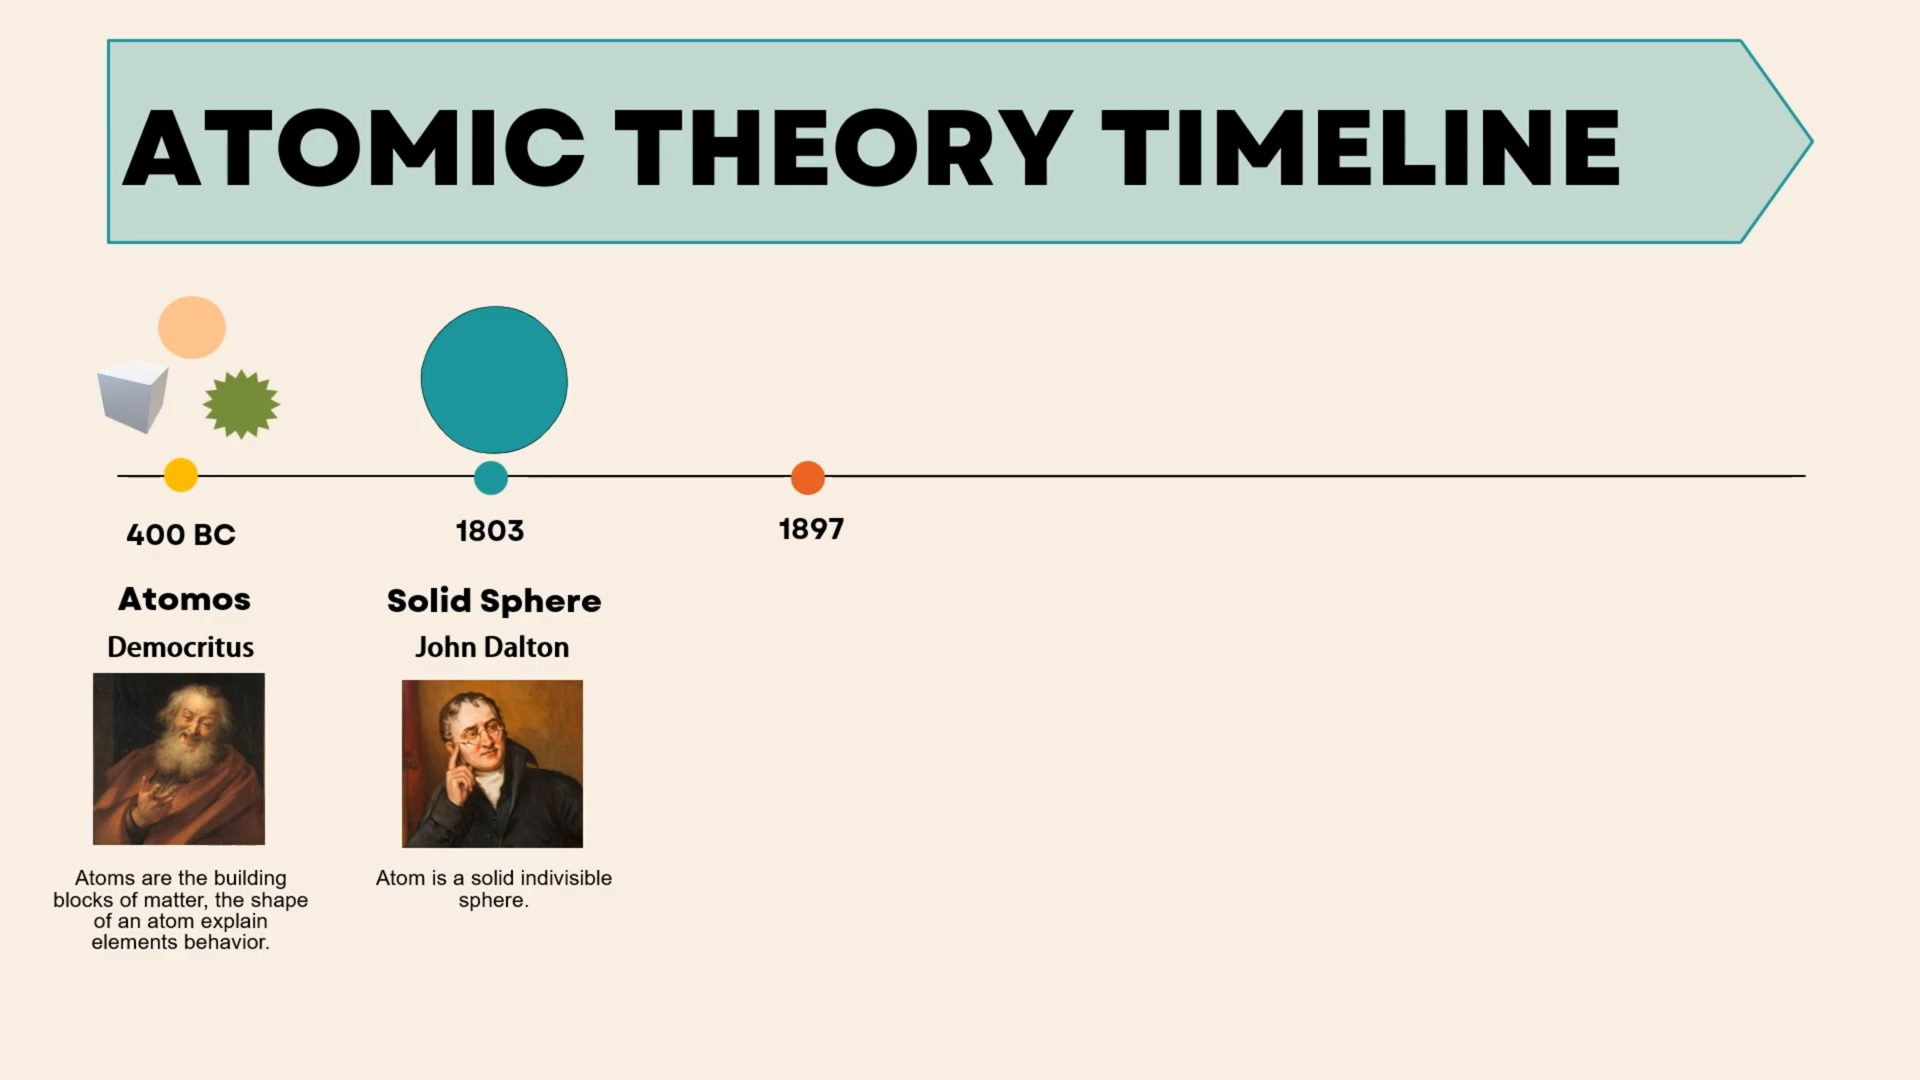 ATOMIC THEORY TIMELINE
400 BC
1803
1897
Atomos
Solid Sphere
Democritus
John Dalton
Atoms are the building
blocks of matter, the shape
of an atom explain
elements behavior.
Atom is a solid indivisible
sphere.